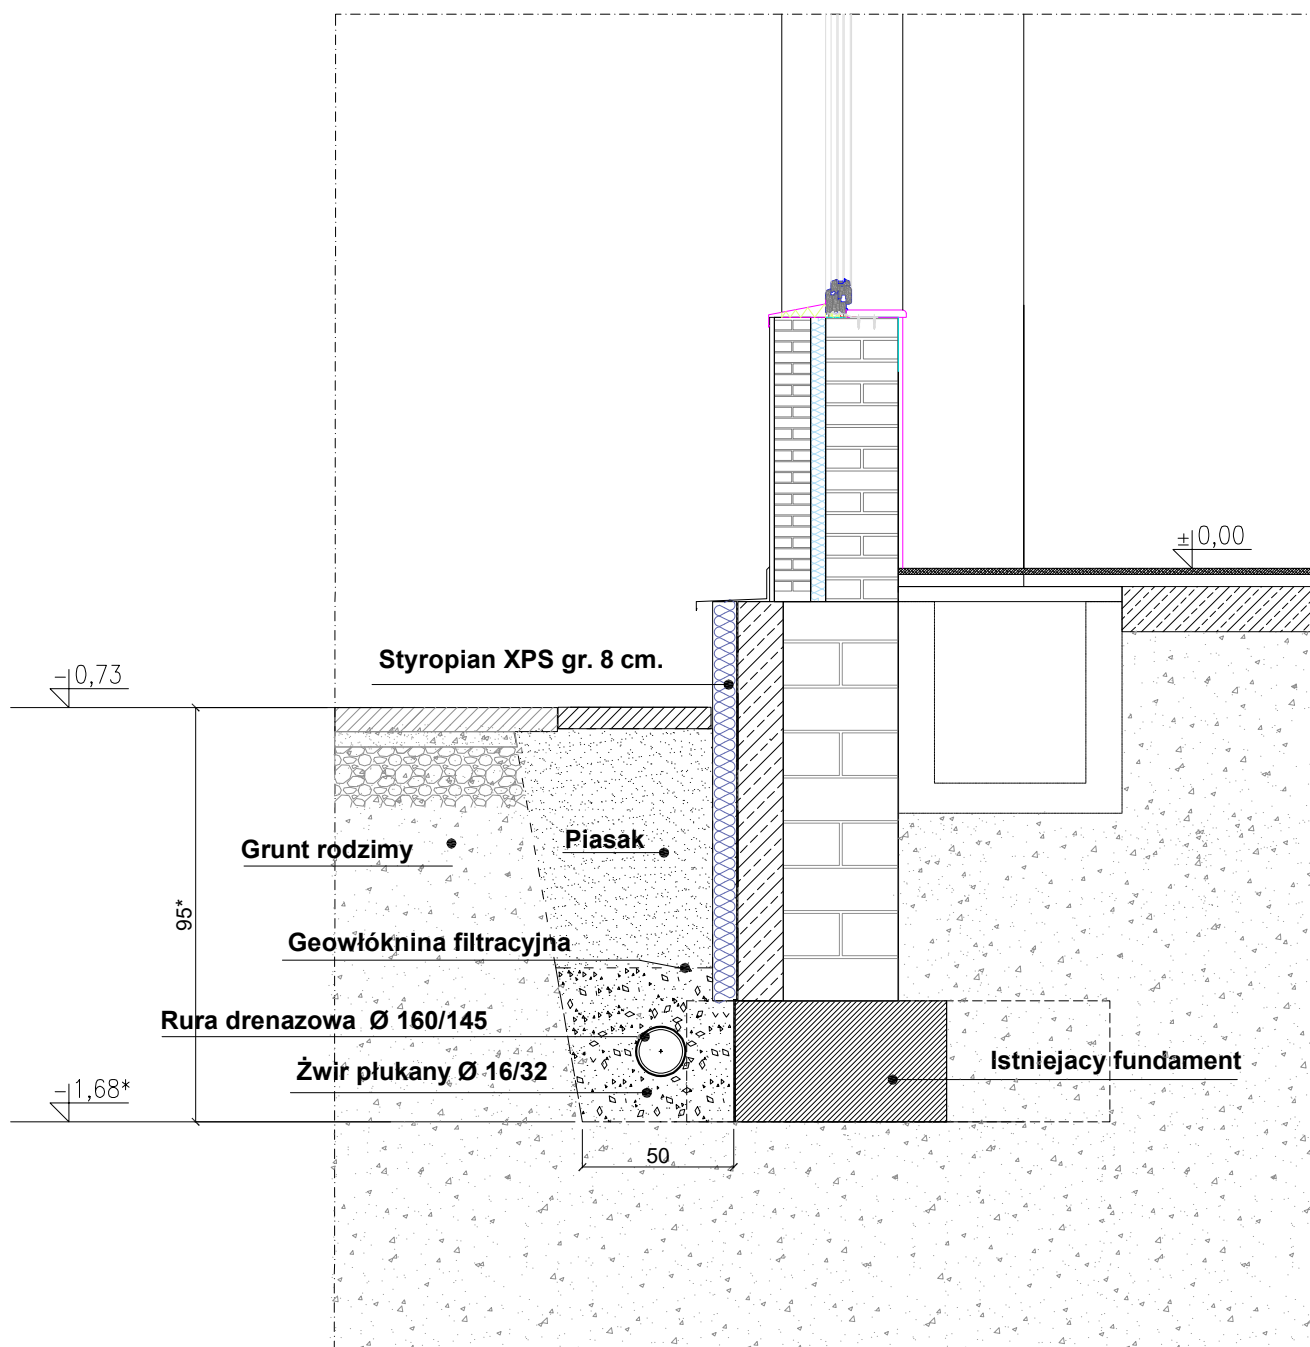 ±0,00
Styropian XPS gr. 8 cm.
-0,73
Piasak
Grunt rodzimy
95*
Geowłóknina filtracyjna
Rura drenazowa Ø 160/145
Żwir płukany Ø 16/32
Istniejacy fundament
-1,68*
50